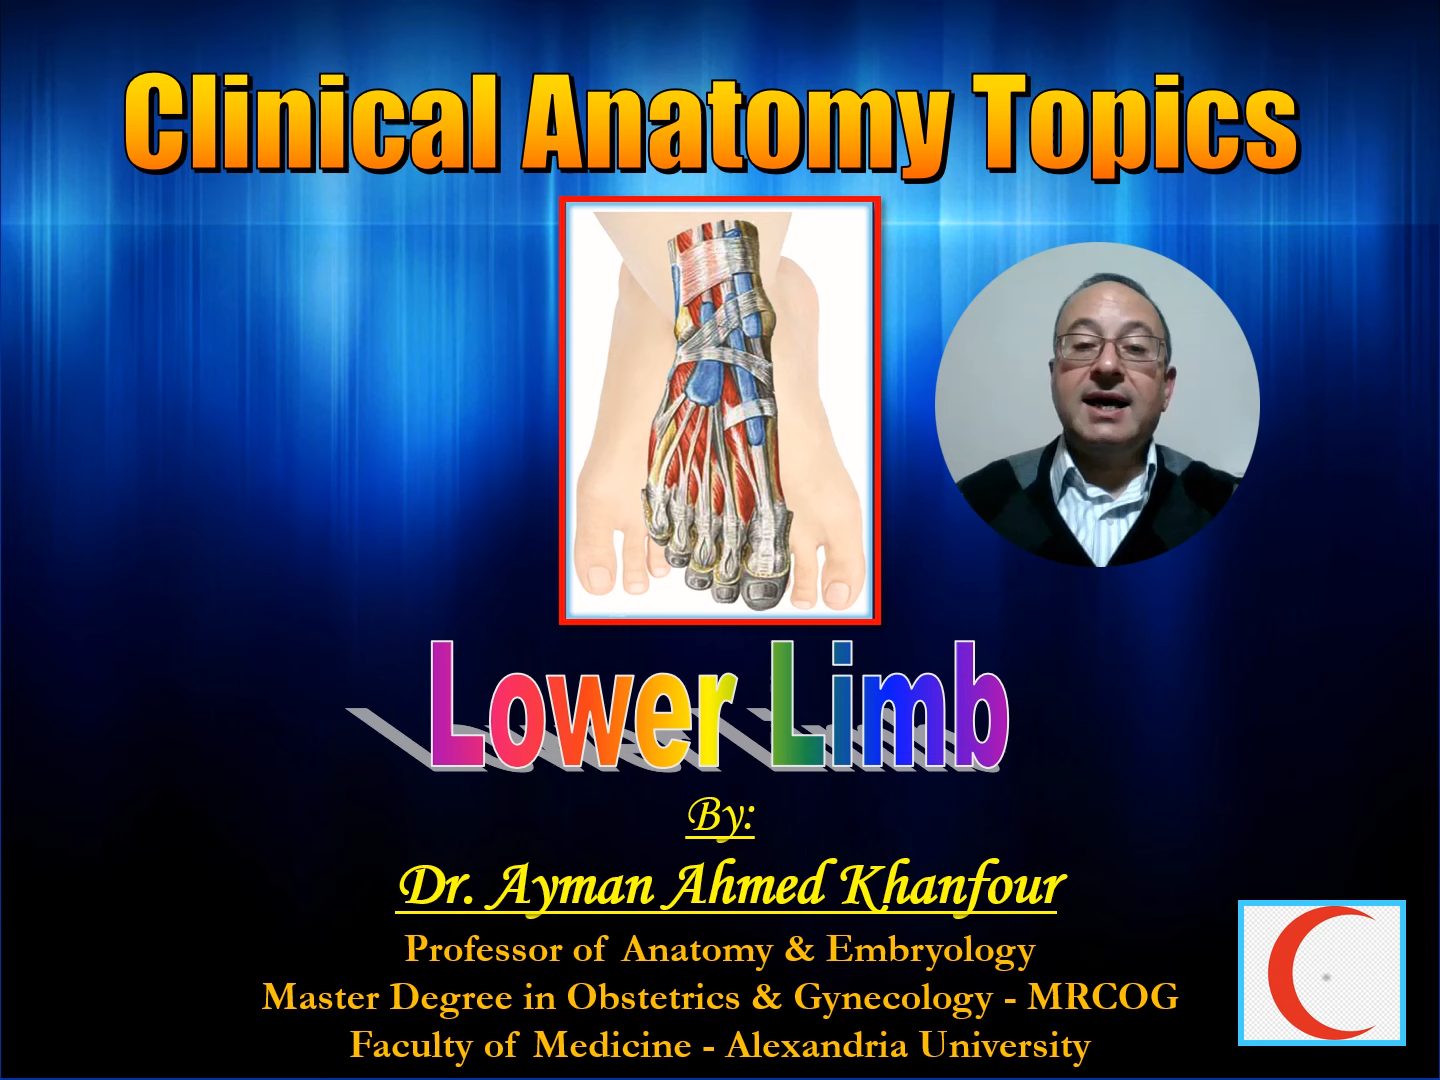 Clinical Anatomy Topics
Lower Limb
By:
Dr. Ayman Ahmed Khanfour
Professor of Anatomy & Embryology
Master Degree in Obstetrics & Gynecology - MRCOG
Faculty of Medicine - Alexandria University